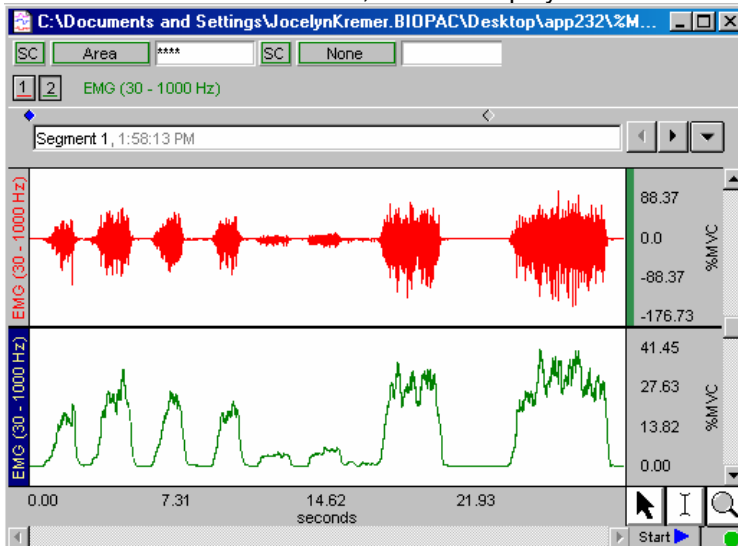 C:\Documents and Settings\JocelynKremer.BIOPAC\Desktop\app232\%M...
SC Area **** SC None
1 2 EMG (30 - 1000 Hz)
Segment 1, 1:58:13 PM
EMG (30 - 1000 Hz)
88.37
0.0
-88.37
-176.73
%MVC
EMG (30 - 1000 Hz)
41.45
27.63
13.82
0.00
%MVC
0.00 7.31 14.62 21.93
seconds
Start